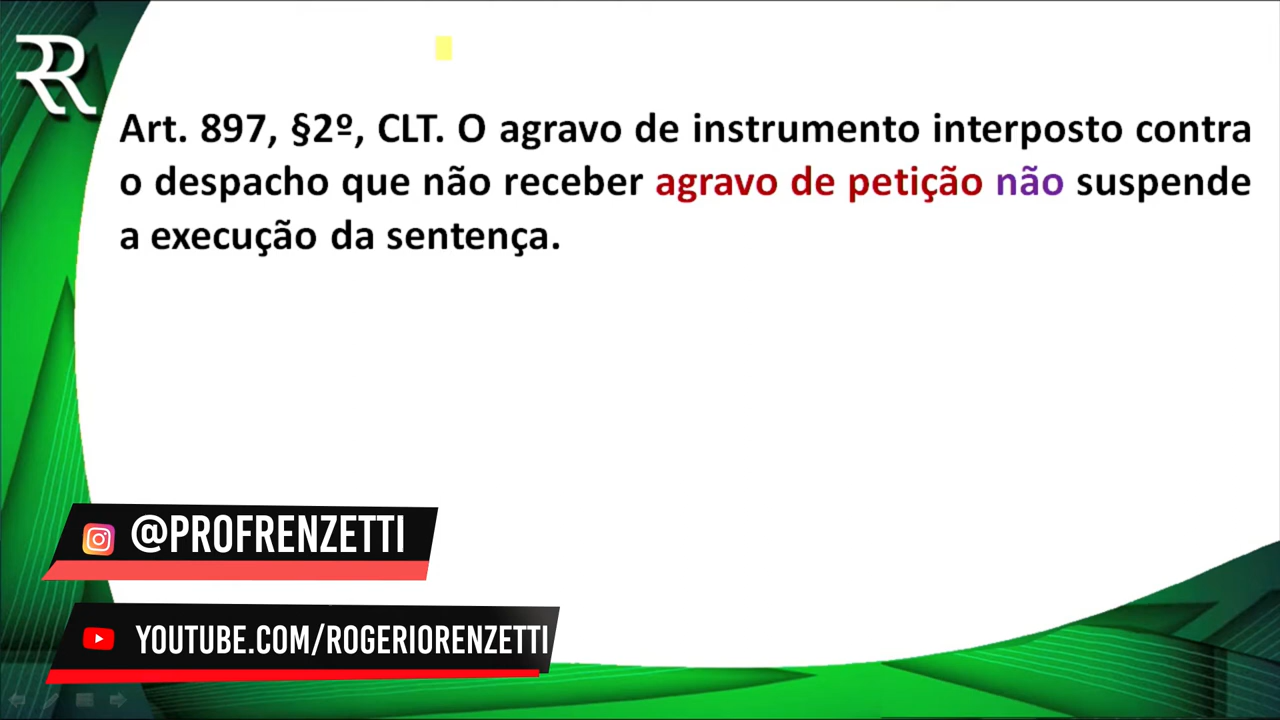 RR
Art. 897, §2º, CLT. O agravo de instrumento interposto contra
o despacho que não receber agravo de petição não suspende
a execução da sentença.
@PROFRENZETTI
YOUTUBE.COM/ROGERIORENZETTI